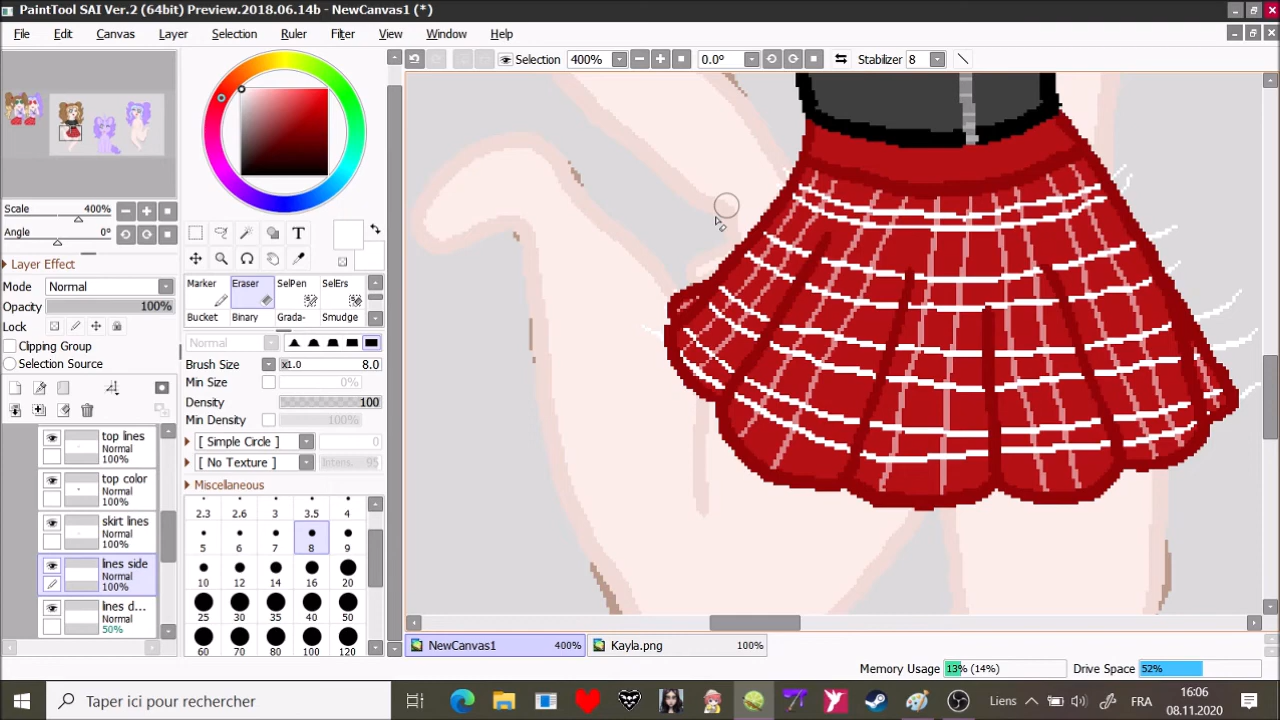 PaintTool SAI Ver.2 (64bit) Preview.2018.06.14b - NewCanvas1 (*)
File Edit Canvas Layer Selection Ruler Filter View Window Help
Selection 400% 0.0° Stabilizer 8
Scale 400%
Angle 0°
Layer Effect
Mode Normal
Opacity 100%
Lock
Clipping Group
Selection Source
top lines
Normal
100%
top color
Normal
100%
skirt lines
Normal
100%
lines side
Normal
100%
lines d...
Normal
50%
T
Marker Eraser SelPen SelErs
Bucket Binary Grada- Smudge
Normal
Brush Size x1.0 8.0
Min Size 0%
Density 100
Min Density 100%
[ Simple Circle ] 0
[ No Texture ] Intens. 95
Miscellaneous
2.3 2.6 3 3.5 4
5 6 7 8 9
10 12 14 16 20
25 30 35 40 50
60 70 80 100 120
NewCanvas1 400% Kayla.png 100%
Memory Usage 13% (14%) Drive Space 52%
Taper ici pour rechercher
Liens FRA 16:06
08.11.2020